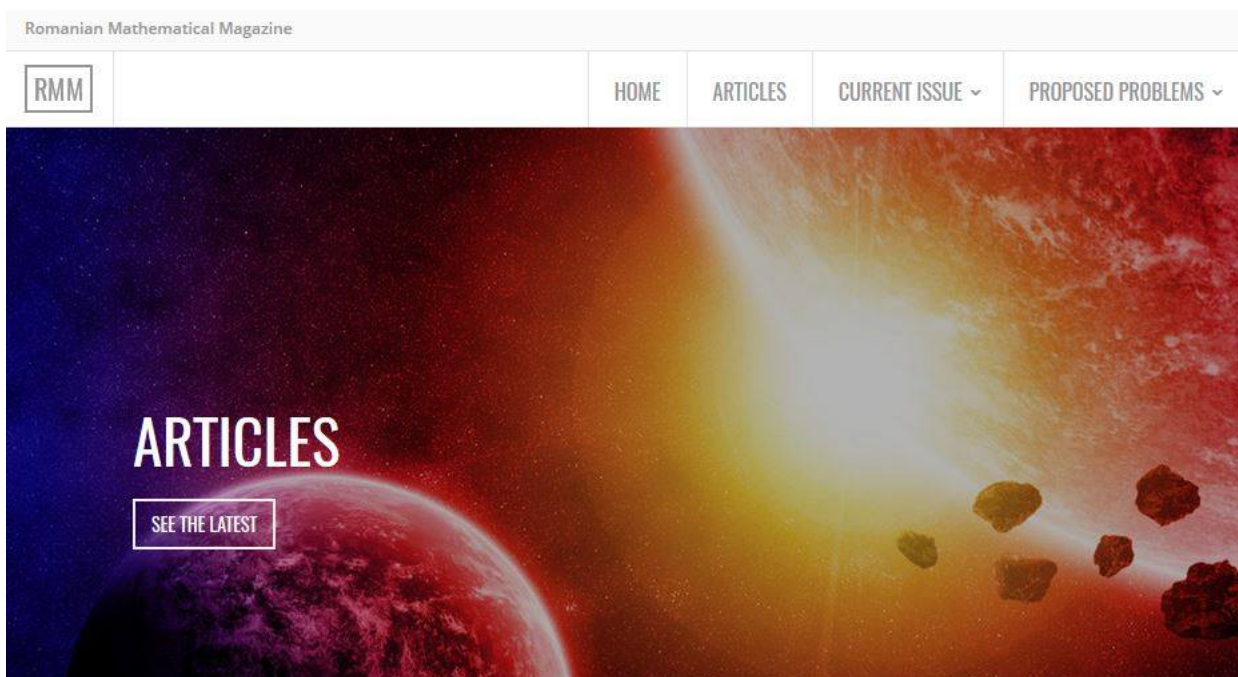 Romanian Mathematical Magazine
RMM
HOME ARTICLES CURRENT ISSUE PROPOSED PROBLEMS
ARTICLES
SEE THE LATEST